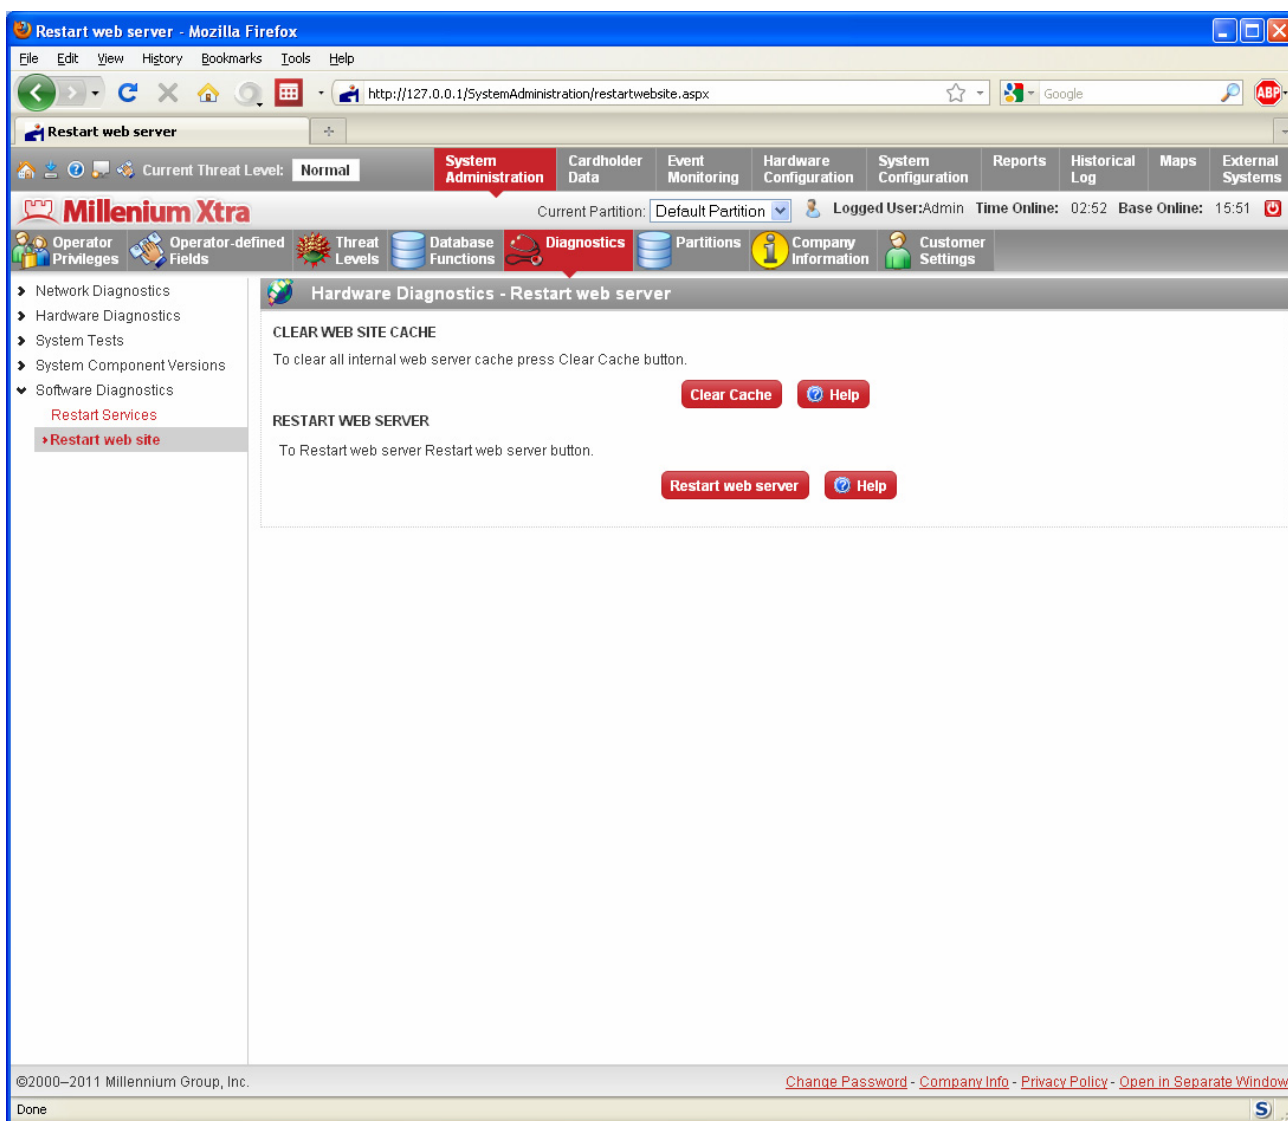 Restart web server - Mozilla Firefox
File Edit View History Bookmarks Tools Help
http://127.0.0.1/SystemAdministration/restartwebsite.aspx
Google
ABP
Restart web server
Current Threat Level: Normal
System Administration
Cardholder Data
Event Monitoring
Hardware Configuration
System Configuration
Reports
Historical Log
Maps
External Systems
Millenium Xtra
Current Partition: Default Partition Logged User:Admin Time Online: 02:52 Base Online: 15:51
Operator Privileges
Operator-defined Fields
Threat Levels
Database Functions
Diagnostics
Partitions
Company Information
Customer Settings
Network Diagnostics
Hardware Diagnostics
System Tests
System Component Versions
Software Diagnostics
Restart Services
Restart web site
Hardware Diagnostics - Restart web server
CLEAR WEB SITE CACHE
To clear all internal web server cache press Clear Cache button.
Clear Cache Help
RESTART WEB SERVER
To Restart web server Restart web server button.
Restart web server Help
©2000–2011 Millennium Group, Inc.
Change Password - Company Info - Privacy Policy - Open in Separate Window
Done
S